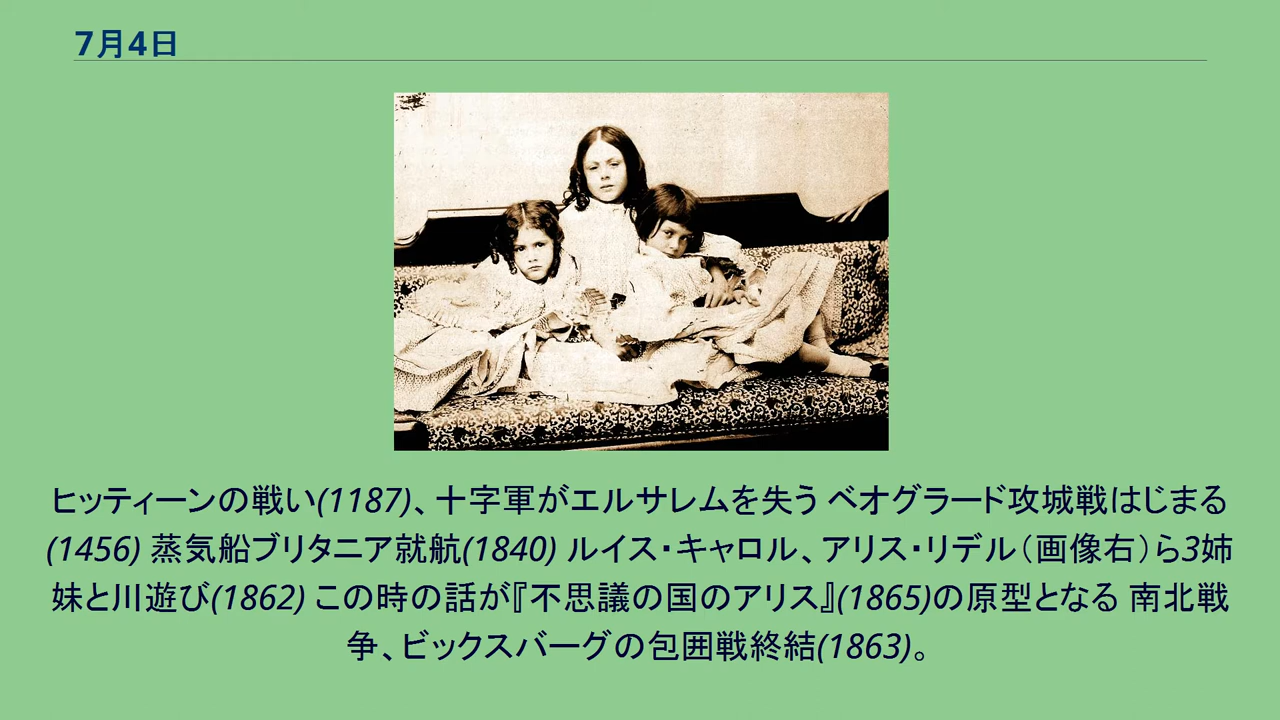 7月4日
ヒッティーンの戦い(1187)、十字軍がエルサレムを失う ベオグラード攻城戦はじまる
(1456) 蒸気船ブリタニア就航(1840) ルイス・キャロル、アリス・リデル（画像右）ら3姉
妹と川遊び(1862) この時の話が『不思議の国のアリス』(1865)の原型となる 南北戦
争、ビックスバーグの包囲戦終結(1863)。